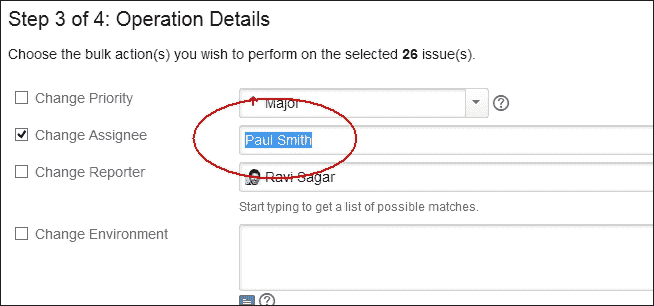 Step 3 of 4: Operation Details
Choose the bulk action(s) you wish to perform on the selected 26 issue(s).
Change Priority Major
Change Assignee Paul Smith
Change Reporter Ravi Sagar
Start typing to get a list of possible matches.
Change Environment